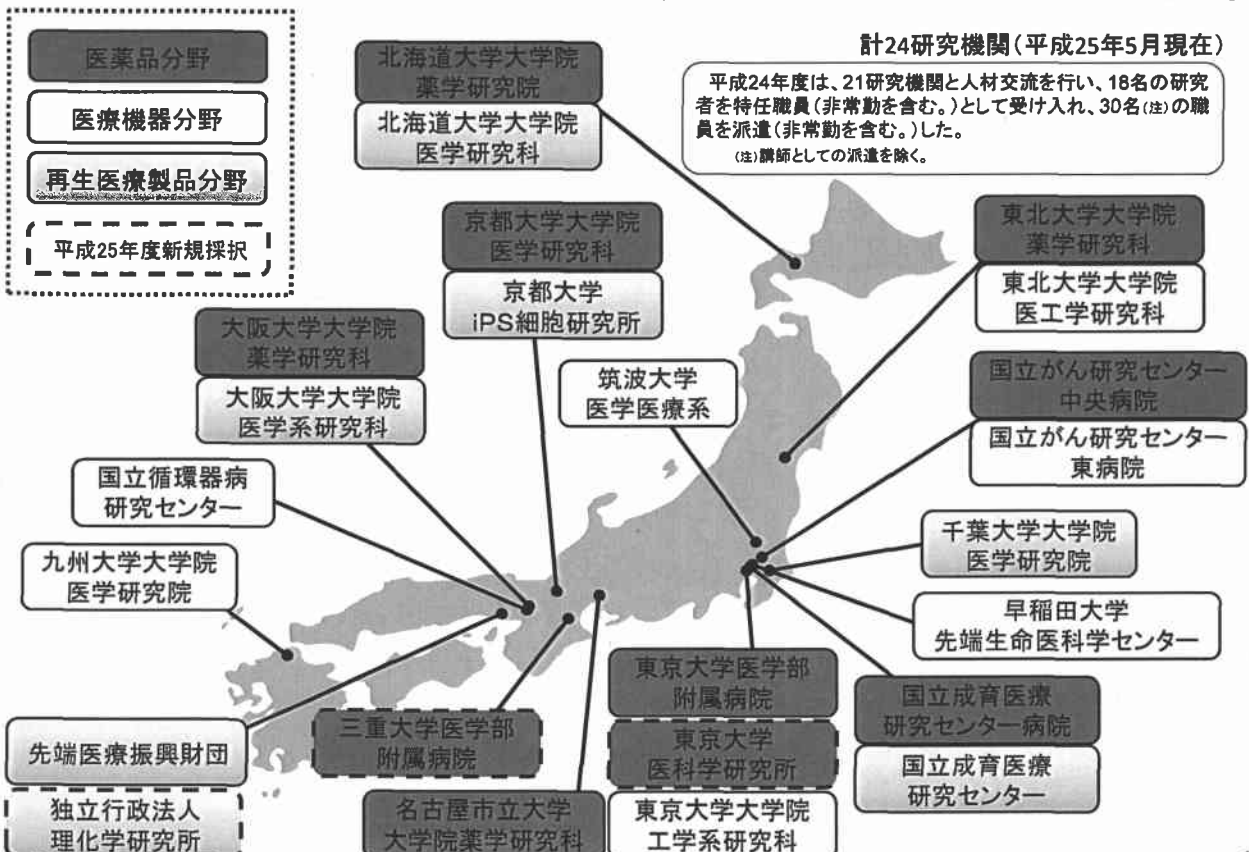 医薬品分野
医療機器分野
再生医療製品分野
平成25年度新規採択
計24研究機関(平成25年5月現在)
平成24年度は、21研究機関と人材交流を行い、18名の研究
者を特任職員(非常勤を含む。)として受け入れ、30名(注)の職
員を派遣(非常勤を含む。)した。
(注)講師としての派遣を除く。
北海道大学大学院
薬学研究院
北海道大学大学院
医学研究科
京都大学大学院
医学研究科
京都大学
iPS細胞研究所
東北大学大学院
薬学研究科
東北大学大学院
医工学研究科
大阪大学大学院
薬学研究科
大阪大学大学院
医学系研究科
筑波大学
医学医療系
国立がん研究センター
中央病院
国立がん研究センター
東病院
国立循環器病
研究センター
九州大学大学院
医学研究院
千葉大学大学院
医学研究院
早稲田大学
先端生命医科学センター
先端医療振興財団
独立行政法人
理化学研究所
三重大学医学部
附属病院
名古屋市立大学
大学院薬学研究科
東京大学医学部
附属病院
東京大学
医科学研究所
東京大学大学院
工学系研究科
国立成育医療
研究センター病院
国立成育医療
研究センター